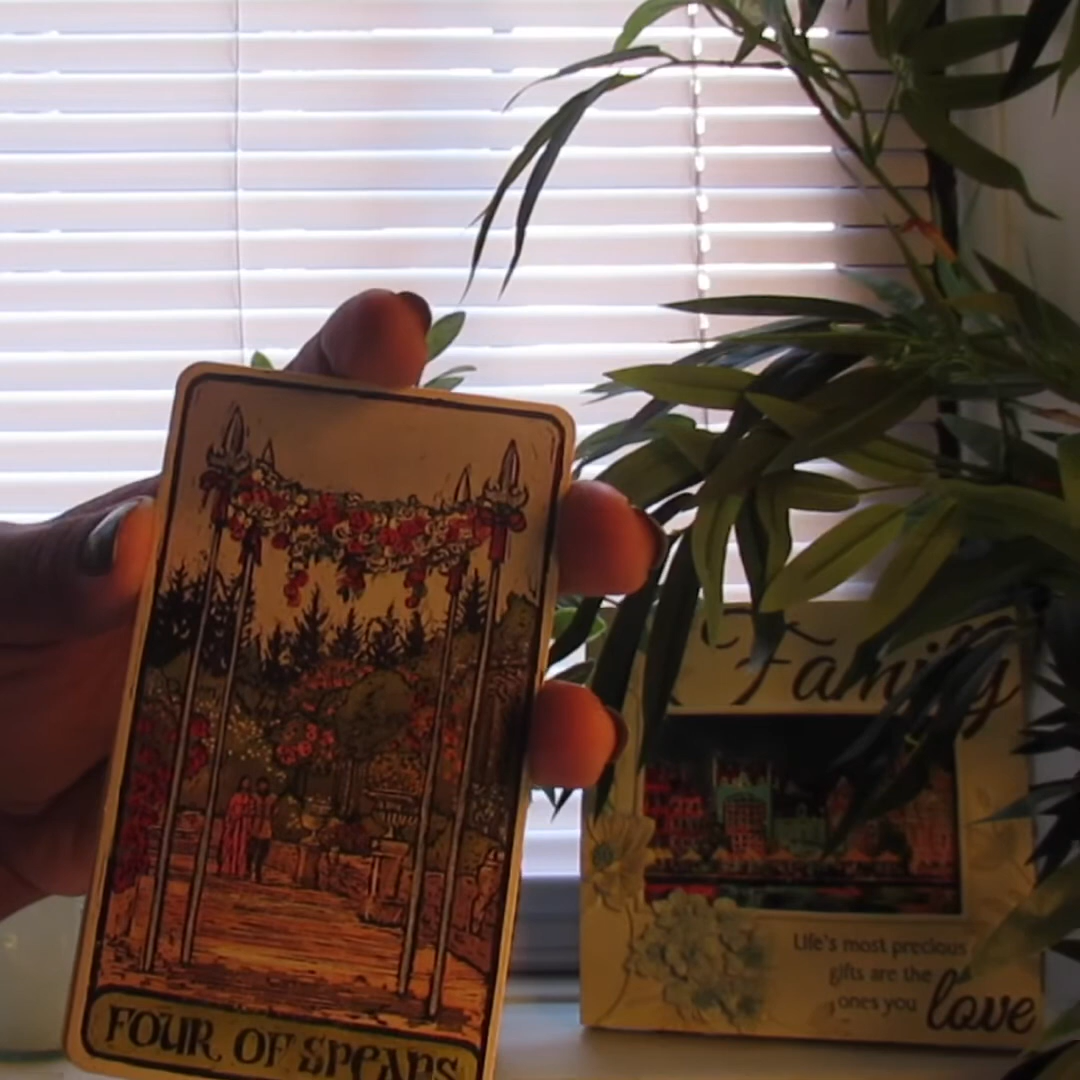 FOUR OF SPEARS
Family
Life's most precious
gifts are the
ones you love